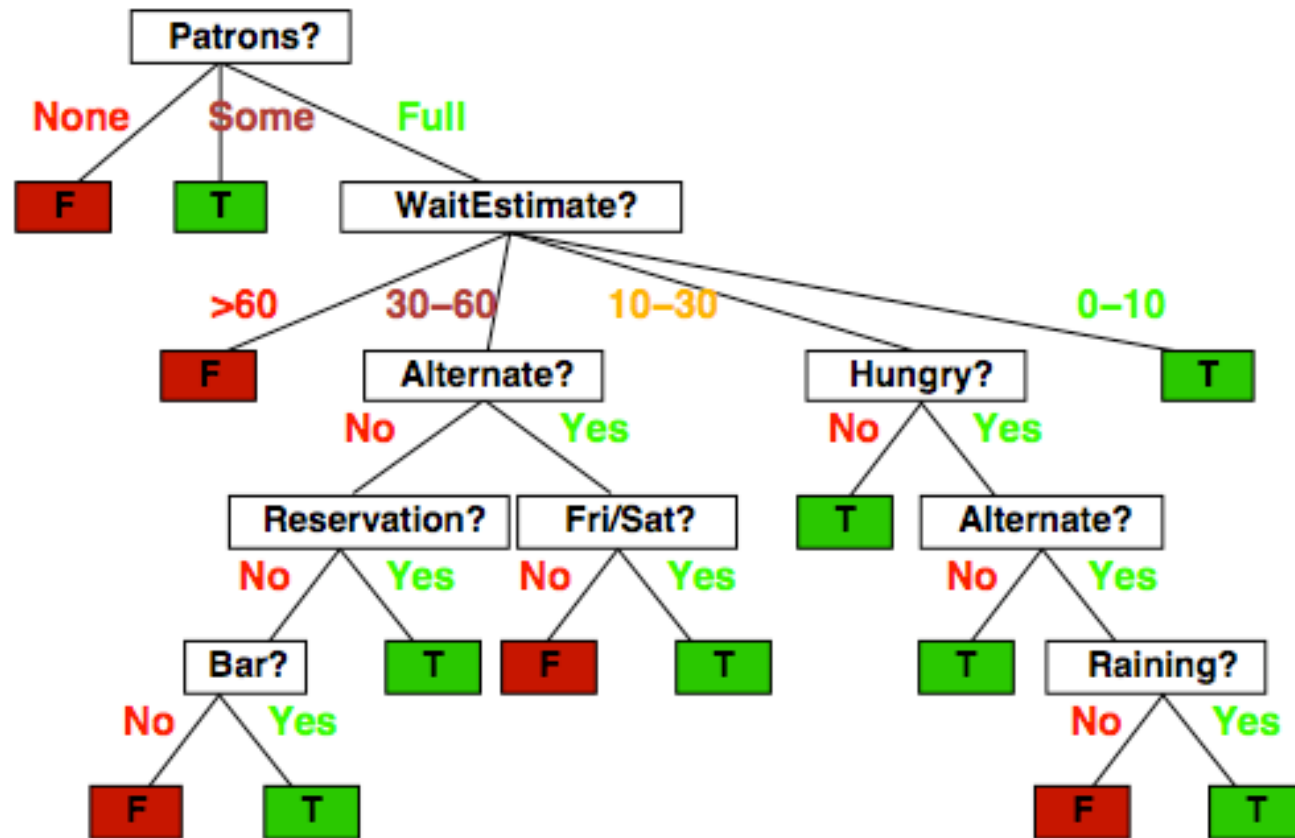 Patrons?
None Some Full
F T WaitEstimate?
>60 30–60 10–30 0–10
F Alternate? Hungry? T
No Yes No Yes
Reservation? Fri/Sat? T Alternate?
No Yes No Yes No Yes
Bar? T F T T Raining?
No Yes No Yes
F T F T